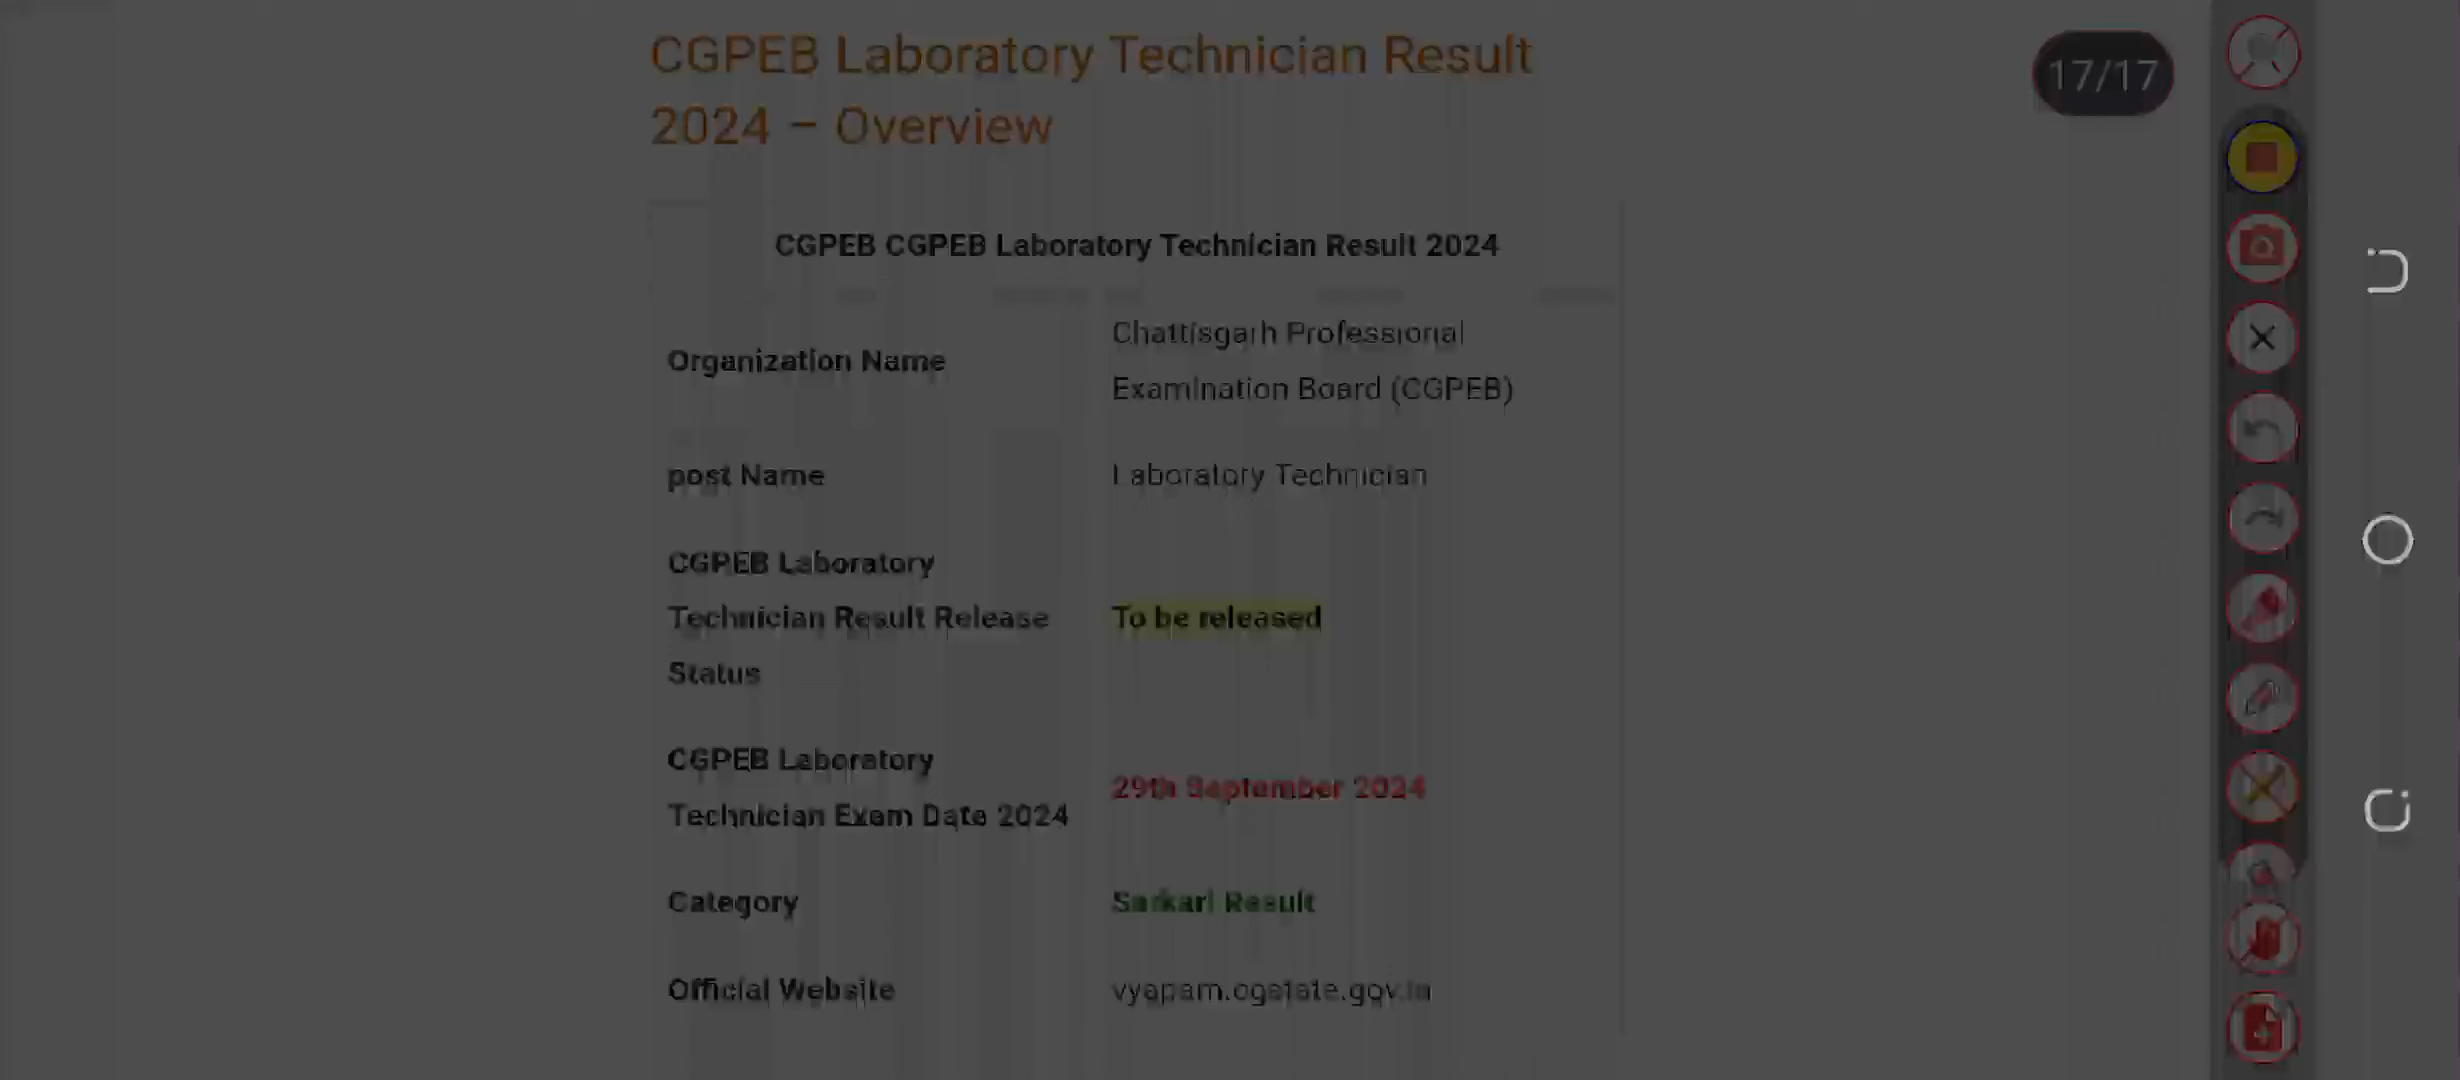 CGPEB Laboratory Technician Result
2024 – Overview
17/17
CGPEB CGPEB Laboratory Technician Result 2024
Organization Name
Chattisgarh Professional
Examination Board (CGPEB)
post Name
Laboratory Technician
CGPEB Laboratory
Technician Result Release
Status
To be released
CGPEB Laboratory
Technician Exam Date 2024
29th September 2024
Category
Sarkari Result
Official Website
vyapam.cgstate.gov.in